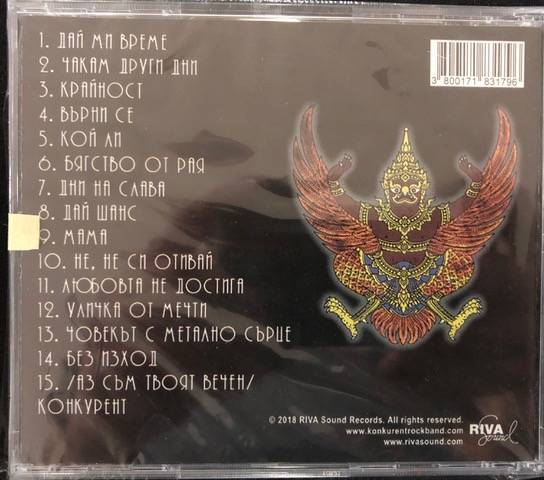 1. ДАЙ МИ ВРЕМЕ
2. ЧАКАМ ДРУГИ ДНИ
3. КРАЙНОСТ
4. ВЪРНИ СЕ
5. КОЙ ЛИ
6. БЯГСТВО ОТ РАЯ
7. ДНИ НА СЛАВА
8. ДАЙ ШАНС
9. МАМА
10. НЕ, НЕ СИ ОТИВАЙ
11. ЛЮБОВТА НЕ ДОСТИГА
12. УЛИЧКА ОТ МЕЧТИ
13. ЧОВЕКЪТ С МЕТАЛНО СЪРЦЕ
14. БЕЗ ИЗХОД
15. /АЗ СЪМ ТВОЯТ ВЕЧЕН/
КОНКУРЕНТ
3 800171 831796
© 2018 RIVA Sound Records. All rights reserved.
www.konkurentrockband.com
www.rivasound.com
RIVA
Sound